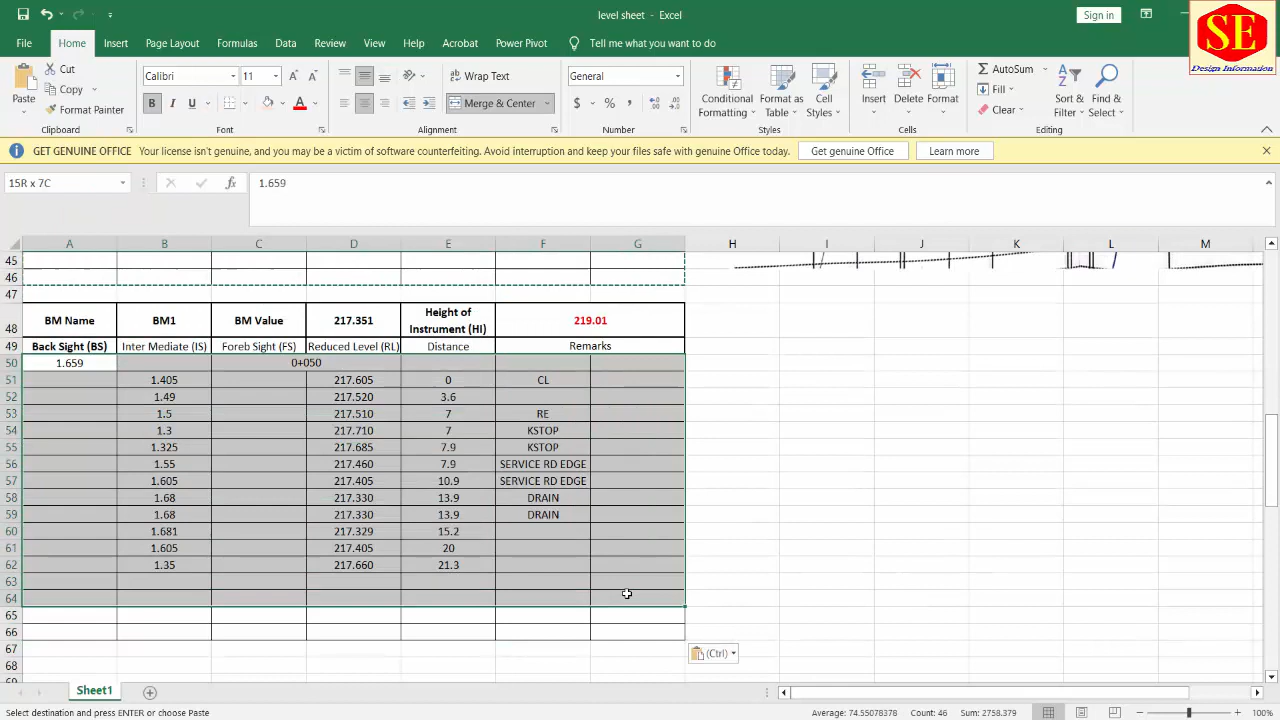 level sheet - Excel
Sign in
SE
Design Information
File Home Insert Page Layout Formulas Data Review View Help Acrobat Power Pivot Tell me what you want to do
Paste
Cut
Copy
Format Painter
Clipboard
Calibri 11
B I U
Font
Wrap Text
Merge & Center
Alignment
General
$ % ,
Number
Conditional Formatting
Format as Table
Cell Styles
Styles
Insert Delete Format
Cells
AutoSum
Fill
Clear
Sort & Filter
Find & Select
Editing
GET GENUINE OFFICE Your license isn't genuine, and you may be a victim of software counterfeiting. Avoid interruption and keep your files safe with genuine Office today. Get genuine Office Learn more
15R x 7C fx 1.659
A B C D E F G H I J K L M
45
46
47
48 BM Name BM1 BM Value 217.351 Height of Instrument (HI) 219.01
49 Back Sight (BS) Inter Mediate (IS) Foreb Sight (FS) Reduced Level (RL) Distance Remarks
50 1.659 0+050
51 1.405 217.605 0 CL
52 1.49 217.520 3.6
53 1.5 217.510 7 RE
54 1.3 217.710 7 KSTOP
55 1.325 217.685 7.9 KSTOP
56 1.55 217.460 7.9 SERVICE RD EDGE
57 1.605 217.405 10.9 SERVICE RD EDGE
58 1.68 217.330 13.9 DRAIN
59 1.68 217.330 13.9 DRAIN
60 1.681 217.329 15.2
61 1.605 217.405 20
62 1.35 217.660 21.3
63
64
65
66
67
68
(Ctrl)
Sheet1
Select destination and press ENTER or choose Paste Average: 74.55078378 Count: 46 Sum: 2758.379 100%